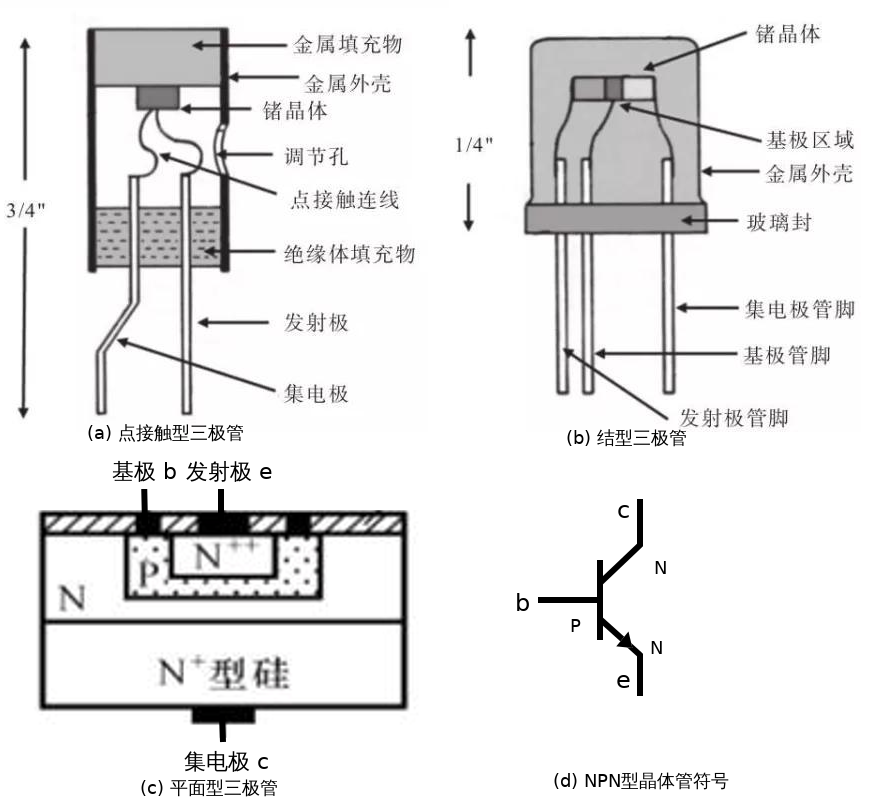 金属填充物
金属外壳
锗晶体
调节孔
点接触连线
3/4"
绝缘体填充物
发射极
集电极
(a) 点接触型三极管
锗晶体
1/4"
基极区域
金属外壳
玻璃封
集电极管脚
基极管脚
发射极管脚
(b) 结型三极管
基极 b 发射极 e
N++
P
N
N+型硅
集电极 c
(c) 平面型三极管
c
N
b
P
N
e
(d) NPN型晶体管符号